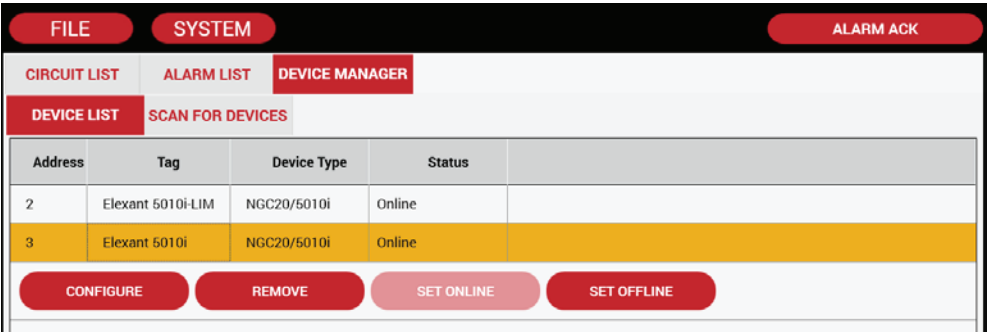 FILE SYSTEM ALARM ACK
CIRCUIT LIST ALARM LIST DEVICE MANAGER
DEVICE LIST SCAN FOR DEVICES
Address Tag Device Type Status
2 Elexant 5010i-LIM NGC20/5010i Online
3 Elexant 5010i NGC20/5010i Online
CONFIGURE REMOVE SET ONLINE SET OFFLINE